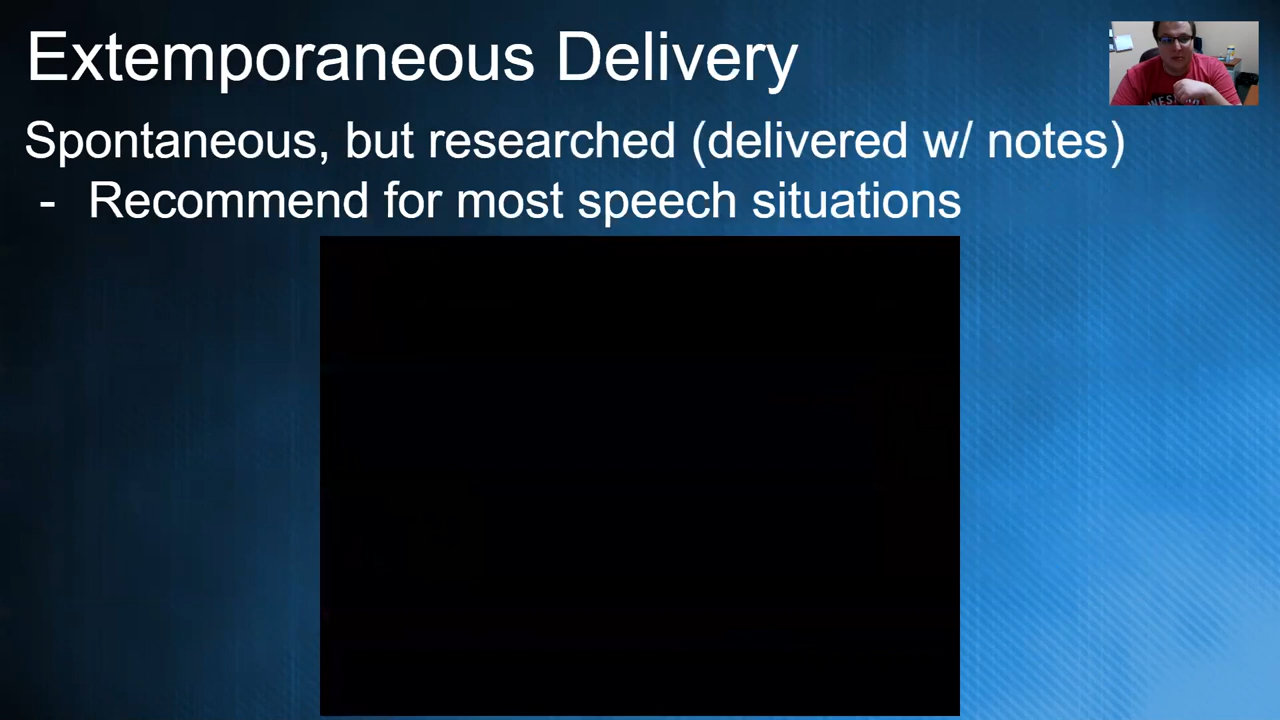 Extemporaneous Delivery
Spontaneous, but researched (delivered w/ notes)
- Recommend for most speech situations